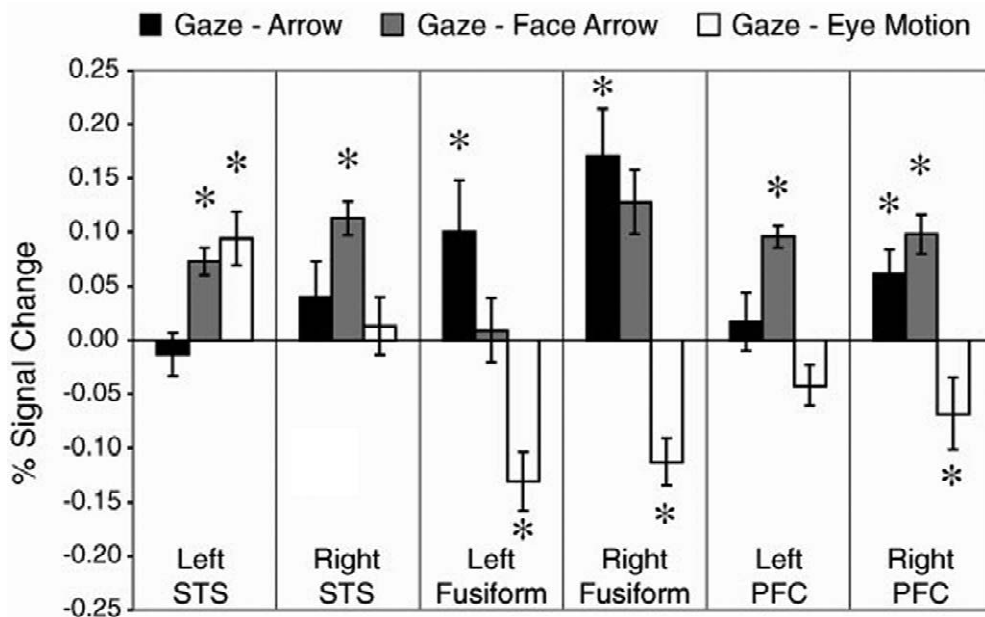 Gaze - Arrow Gaze - Face Arrow Gaze - Eye Motion
% Signal Change
0.25
0.20
0.15
0.10
0.05
0.00
-0.05
-0.10
-0.15
-0.20
-0.25
* * * * * * * * * * *
Left STS
Right STS
Left Fusiform
Right Fusiform
Left PFC
Right PFC